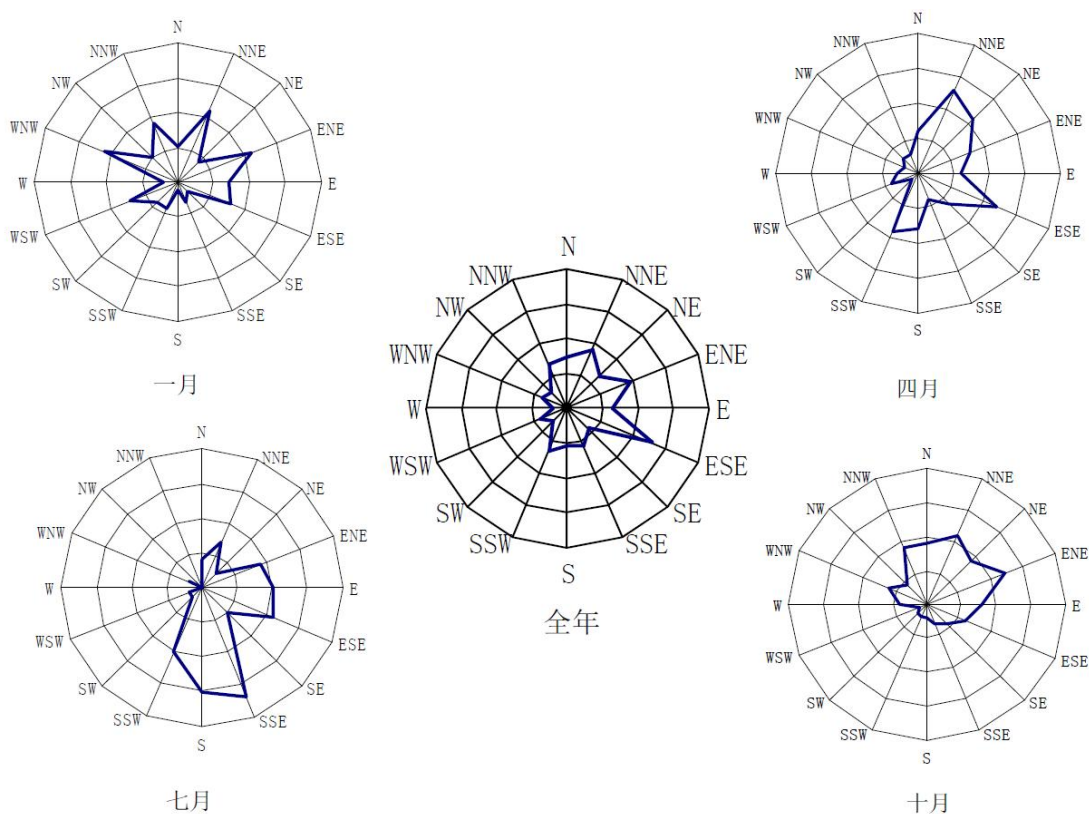 N
NNW NNE
NW NE
WNW ENE
W E
WSW ESE
SW SE
SSW SSE
S
一月
N
NNW NNE
NW NE
WNW ENE
W E
WSW ESE
SW SE
SSW SSE
S
四月
N
NNW NNE
NW NE
WNW ENE
W E
WSW ESE
SW SE
SSW SSE
S
全年
N
NNW NNE
NW NE
WNW ENE
W E
WSW ESE
SW SE
SSW SSE
S
七月
N
NNW NNE
NW NE
WNW ENE
W E
WSW ESE
SW SE
SSW SSE
S
十月